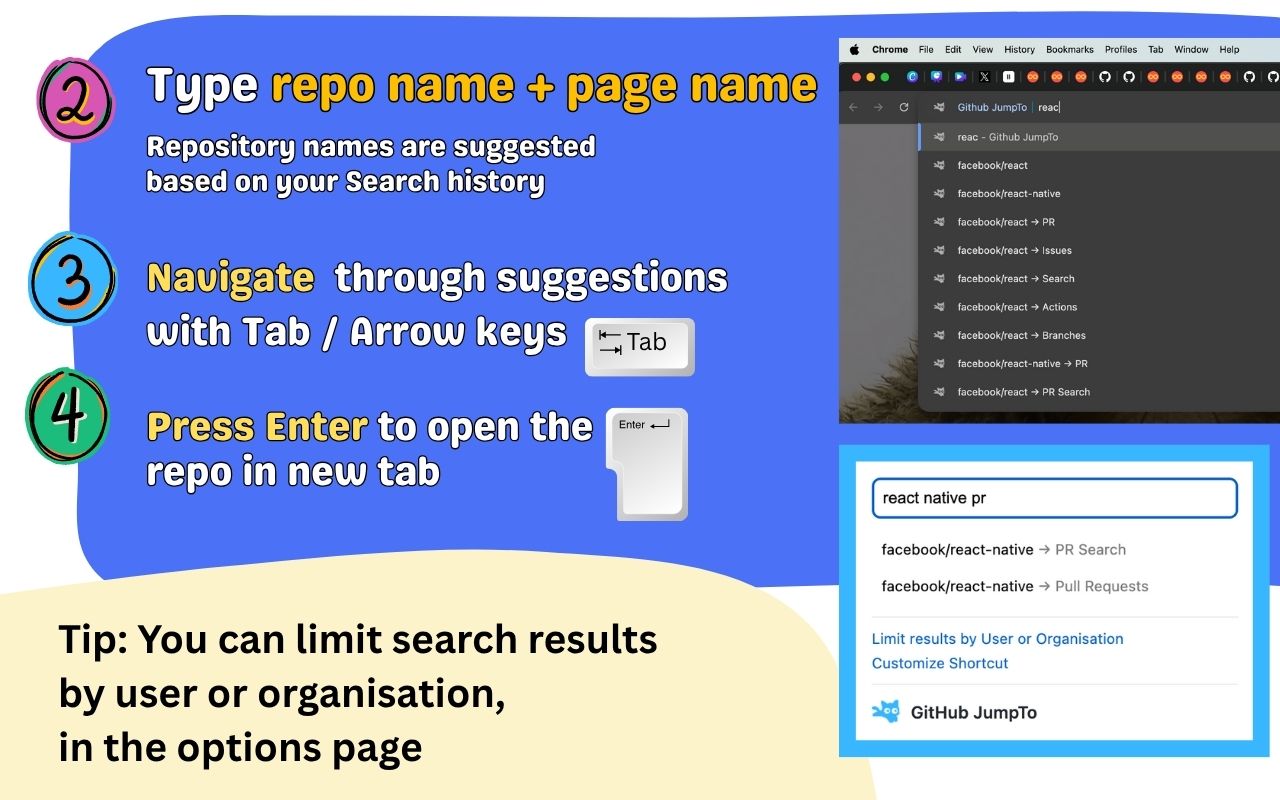 2
Type repo name + page name
Repository names are suggested
based on your Search history
3
Navigate through suggestions
with Tab / Arrow keys
Tab
4
Press Enter to open the
repo in new tab
Enter
Tip: You can limit search results
by user or organisation,
in the options page
Chrome File Edit View History Bookmarks Profiles Tab Window Help
Github JumpTo reac
reac - Github JumpTo
facebook/react
facebook/react-native
facebook/react → PR
facebook/react → Issues
facebook/react → Search
facebook/react → Actions
facebook/react → Branches
facebook/react-native → PR
facebook/react → PR Search
react native pr
facebook/react-native → PR Search
facebook/react-native → Pull Requests
Limit results by User or Organisation
Customize Shortcut
GitHub JumpTo